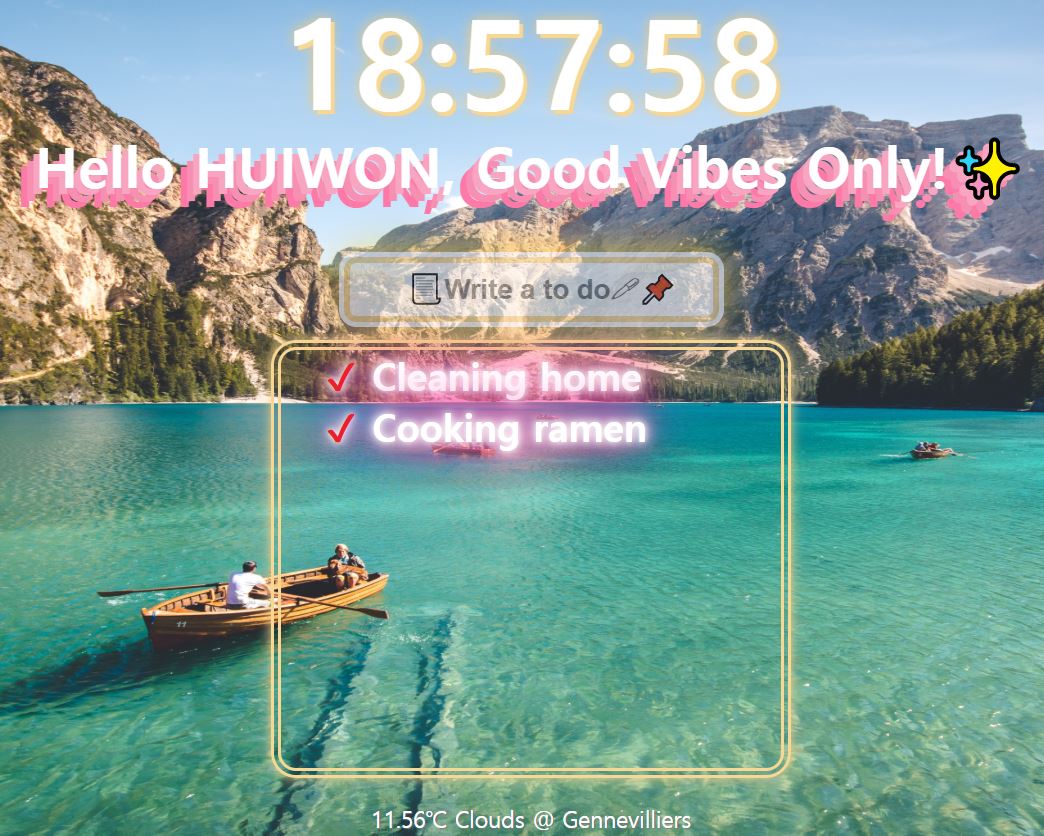 18:57:58
Hello HUIWON, Good Vibes Only!✨
📃Write a to do🖊📌
✓ Cleaning home
✓ Cooking ramen
11
11.56℃ Clouds @ Gennevilliers